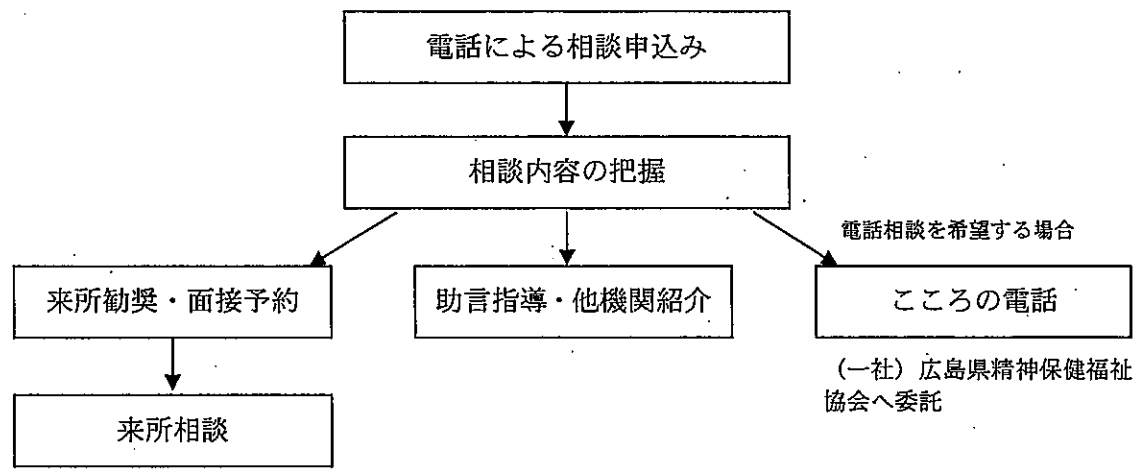 電話による相談申込み
相談内容の把握
電話相談を希望する場合
来所勧奨・面接予約
助言指導・他機関紹介
こころの電話
（一社）広島県精神保健福祉
協会へ委託
来所相談